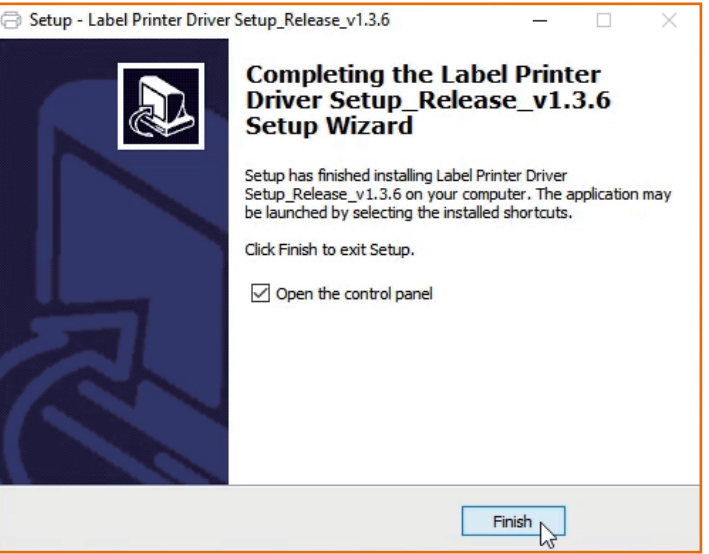 Setup - Label Printer Driver Setup_Release_v1.3.6
Completing the Label Printer
Driver Setup_Release_v1.3.6
Setup Wizard
Setup has finished installing Label Printer Driver
Setup_Release_v1.3.6 on your computer. The application may
be launched by selecting the installed shortcuts.
Click Finish to exit Setup.
Open the control panel
Finish